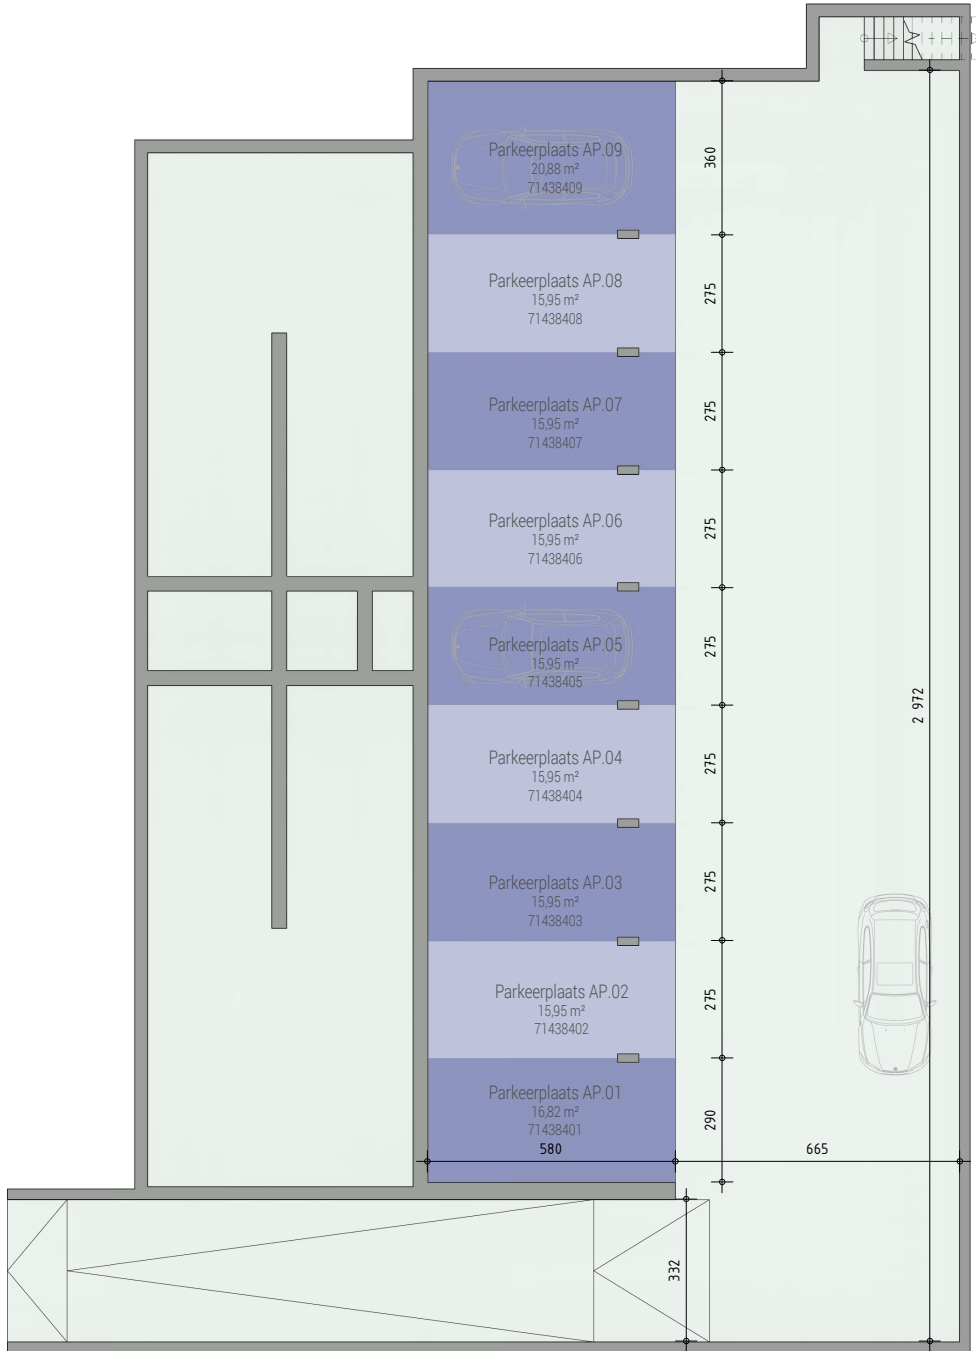 Parkeerplaats AP.09
20,88 m²
71438409
360
Parkeerplaats AP.08
15,95 m²
71438408
275
Parkeerplaats AP.07
15,95 m²
71438407
275
Parkeerplaats AP.06
15,95 m²
71438406
275
Parkeerplaats AP.05
15,95 m²
71438405
275
2 972
Parkeerplaats AP.04
15,95 m²
71438404
275
Parkeerplaats AP.03
15,95 m²
71438403
275
Parkeerplaats AP.02
15,95 m²
71438402
275
Parkeerplaats AP.01
16,82 m²
71438401
290
580
665
332